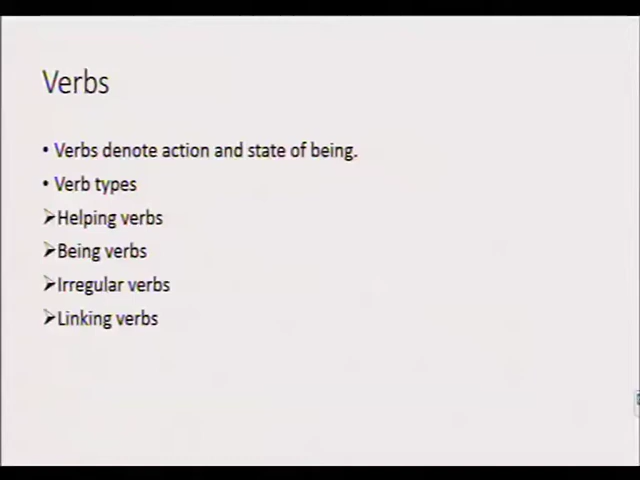 Verbs
• Verbs denote action and state of being.
• Verb types
➢Helping verbs
➢Being verbs
➢Irregular verbs
➢Linking verbs